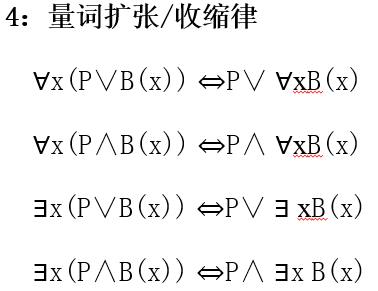 4：量词扩张/收缩律
∀x(P∨B(x)) ⇔P∨ ∀xB(x)
∀x(P∧B(x)) ⇔P∧ ∀xB(x)
∃x(P∨B(x)) ⇔P∨ ∃ xB(x)
∃x(P∧B(x)) ⇔P∧ ∃x B(x)